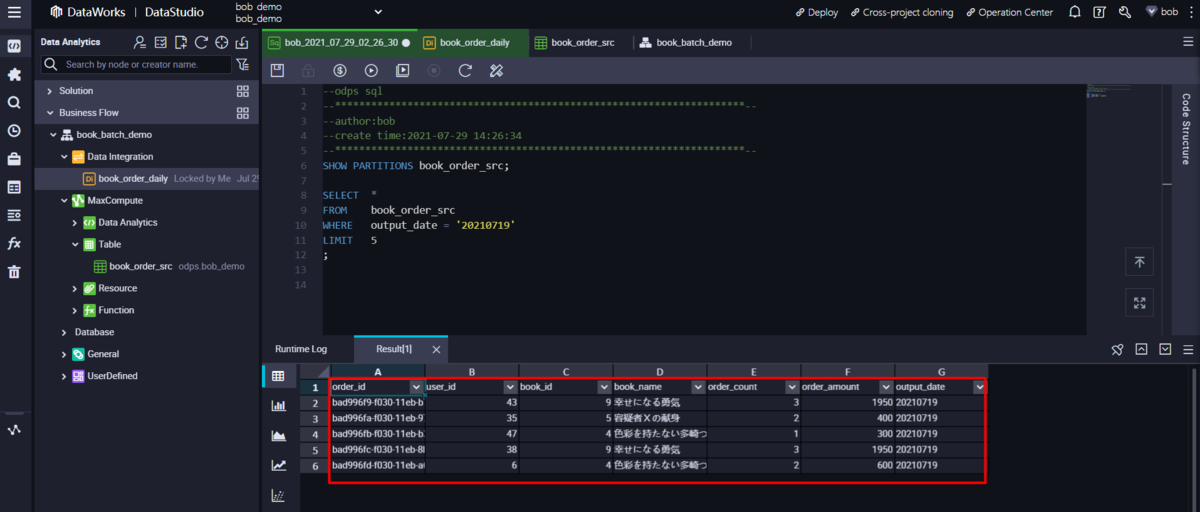 DataWorks | DataStudio
bob_demo
bob_demo
Deploy
Cross-project cloning
Operation Center
bob
Data Analytics
Search by node or creator name.
Solution
Business Flow
book_batch_demo
Data Integration
Di book_order_daily Locked by Me Jul 29
MaxCompute
Data Analytics
Table
book_order_src odps.bob_demo
Resource
Function
Database
General
UserDefined
Sq bob_2021_07_29_02_26_30
Di book_order_daily
book_order_src
book_batch_demo
1 --odps sql
2 --********************************************************************--
3 --author:bob
4 --create time:2021-07-29 14:26:34
5 --********************************************************************--
6 SHOW PARTITIONS book_order_src;
7
8 SELECT *
9 FROM book_order_src
10 WHERE output_date = '20210719'
11 LIMIT 5
12 ;
13
14
Code Structure
Runtime Log
Result[1]
A B C D E F G
1 order_id user_id book_id book_name order_count order_amount output_date
2 bad996f9-f030-11eb-b 43 9 幸せになる勇気 3 1950 20210719
3 bad996fa-f030-11eb-9 35 5 容疑者Xの献身 2 400 20210719
4 bad996fb-f030-11eb-b 47 4 色彩を持たない多崎つ 1 300 20210719
5 bad996fc-f030-11eb-8 38 9 幸せになる勇気 3 1950 20210719
6 bad996fd-f030-11eb-a 6 4 色彩を持たない多崎つ 2 600 20210719